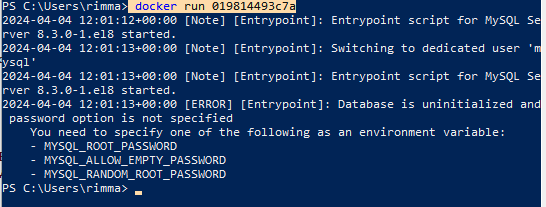 PS C:\Users\rimma> docker run 019814493c7a
2024-04-04 12:01:12+00:00 [Note] [Entrypoint]: Entrypoint script for MySQL Se
rver 8.3.0-1.el8 started.
2024-04-04 12:01:13+00:00 [Note] [Entrypoint]: Switching to dedicated user 'm
ysql'
2024-04-04 12:01:13+00:00 [Note] [Entrypoint]: Entrypoint script for MySQL Se
rver 8.3.0-1.el8 started.
2024-04-04 12:01:13+00:00 [ERROR] [Entrypoint]: Database is uninitialized and
 password option is not specified
    You need to specify one of the following as an environment variable:
    - MYSQL_ROOT_PASSWORD
    - MYSQL_ALLOW_EMPTY_PASSWORD
    - MYSQL_RANDOM_ROOT_PASSWORD
PS C:\Users\rimma>